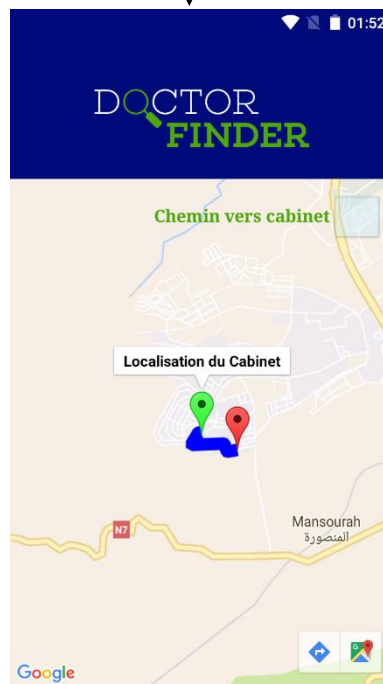 01:52
DOCTOR
FINDER
Chemin vers cabinet
Localisation du Cabinet
N7
Mansourah
المنصورة
Google